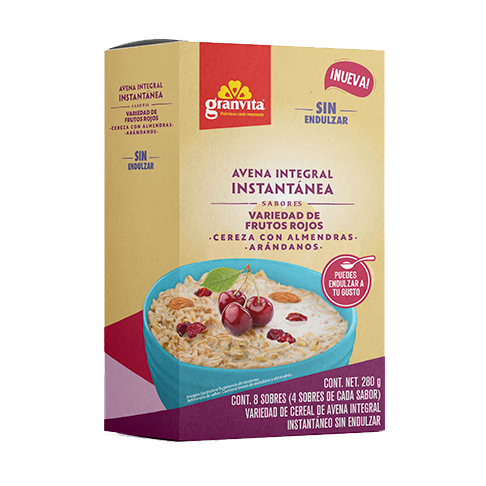 AVENA INTEGRAL
INSTANTÁNEA
SABORES
VARIEDAD DE
FRUTOS ROJOS
·CEREZA CON ALMENDRAS·
·ARÁNDANOS·
SIN
ENDULZAR
granvita
¡NUEVA!
SIN
ENDULZAR
AVENA INTEGRAL
INSTANTÁNEA
SABORES
VARIEDAD DE
FRUTOS ROJOS
·CEREZA CON ALMENDRAS·
·ARÁNDANOS·
PUEDES
ENDULZAR A
TU GUSTO
CONT. NET. 280 g
CONT. 8 SOBRES (4 SOBRES DE CADA SABOR)
VARIEDAD DE CEREAL DE AVENA INTEGRAL
INSTANTÁNEO SIN ENDULZAR